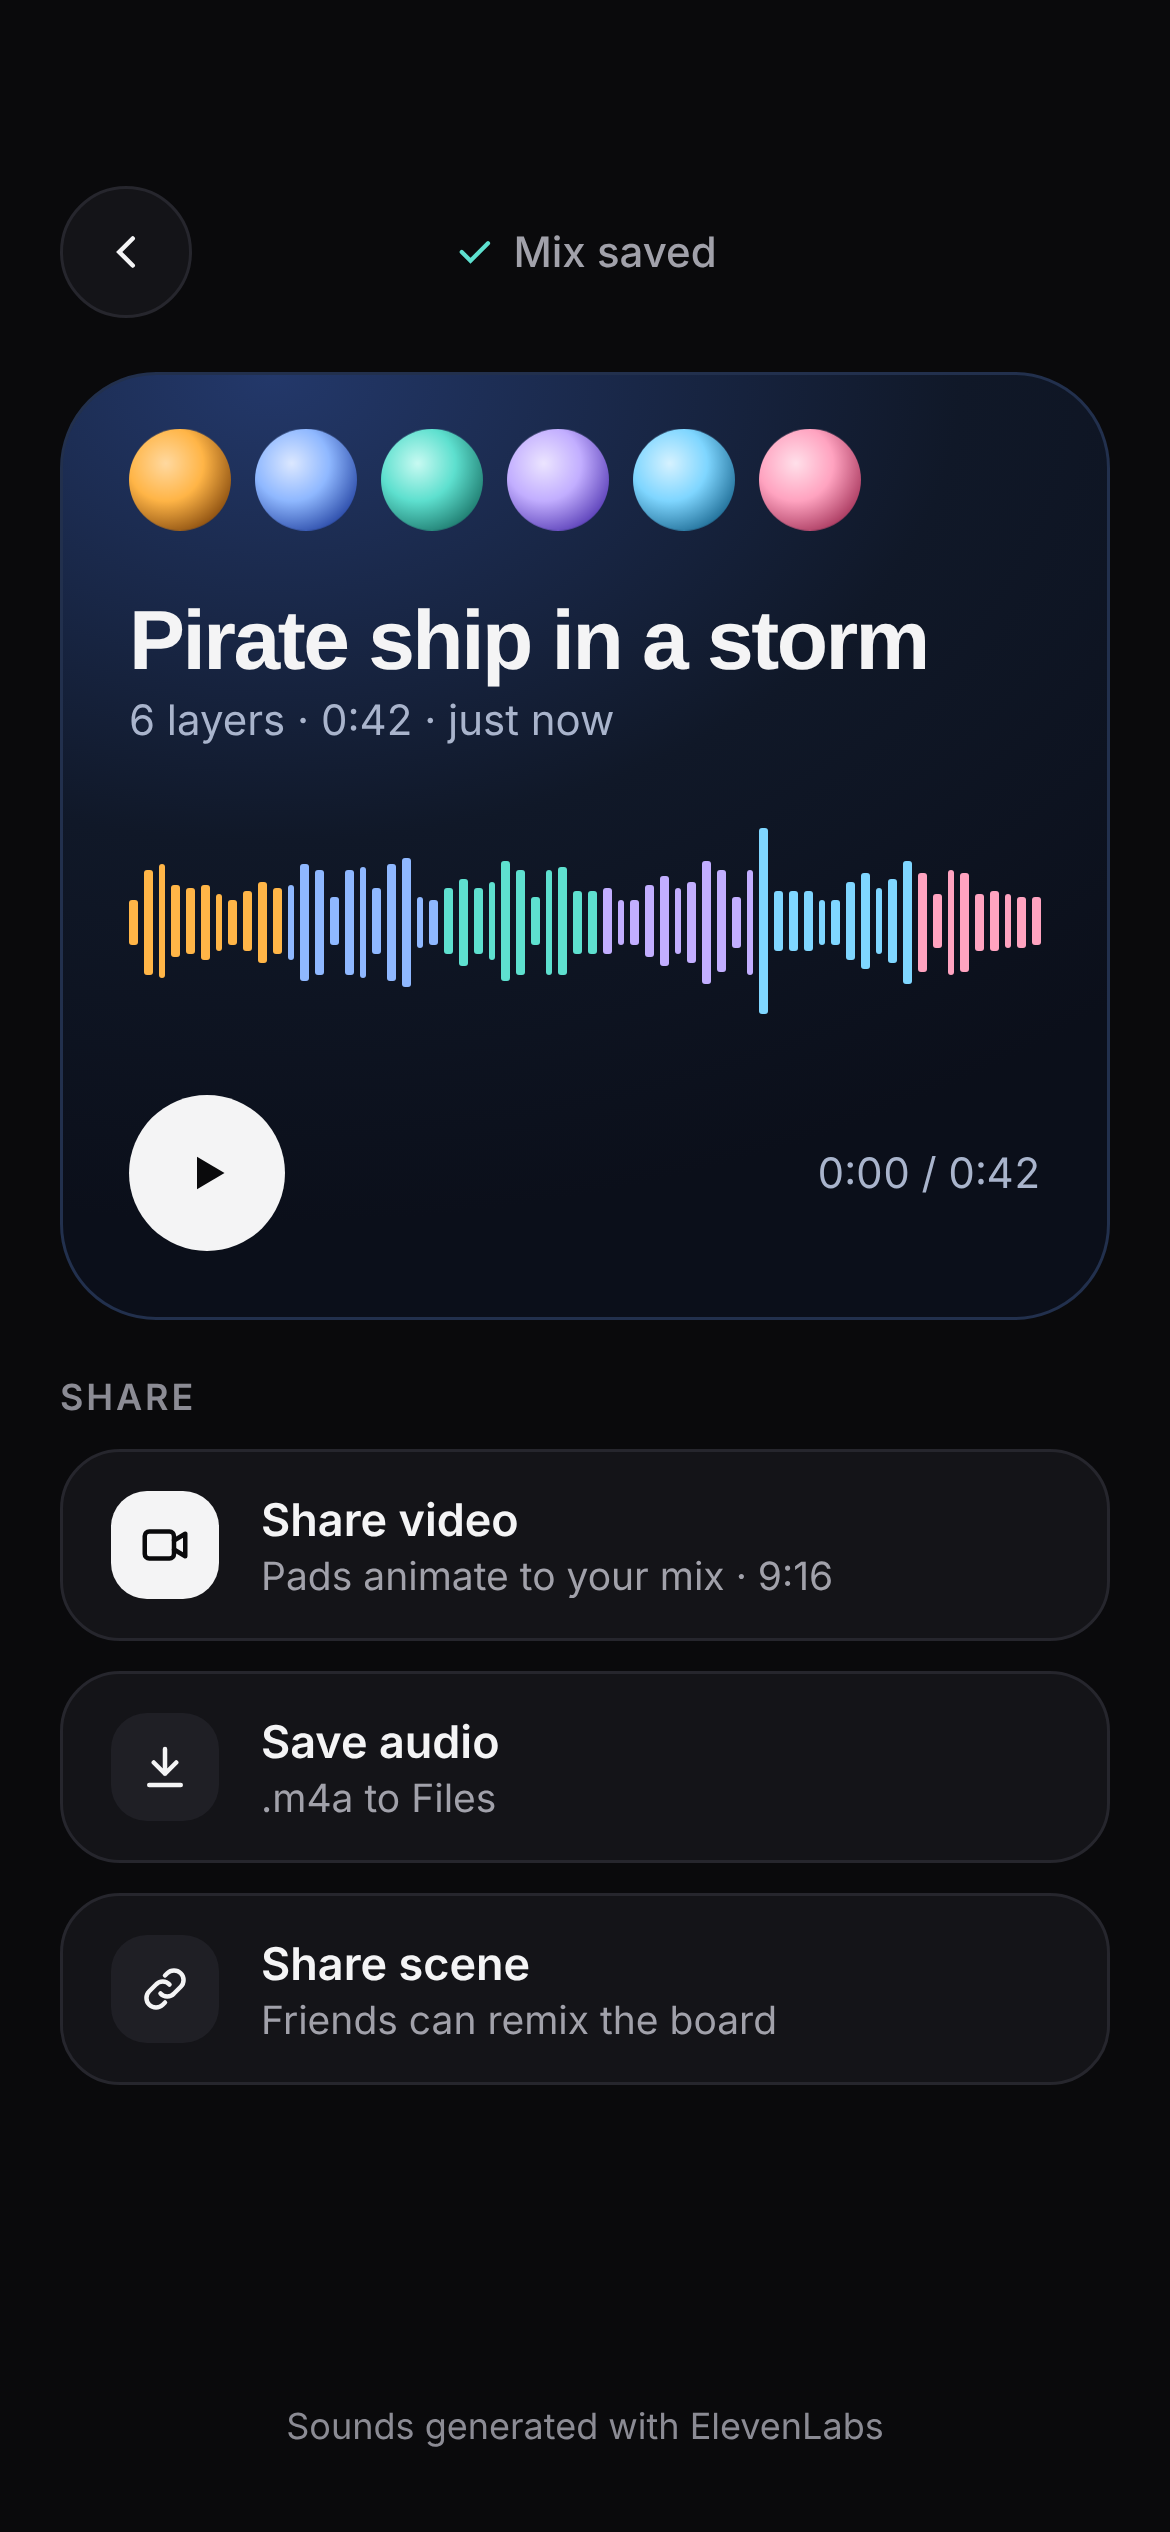 Mix saved
Pirate ship in a storm
6 layers · 0:42 · just now
0:00 / 0:42
SHARE
Share video
Pads animate to your mix · 9:16
Save audio
.m4a to Files
Share scene
Friends can remix the board
Sounds generated with ElevenLabs